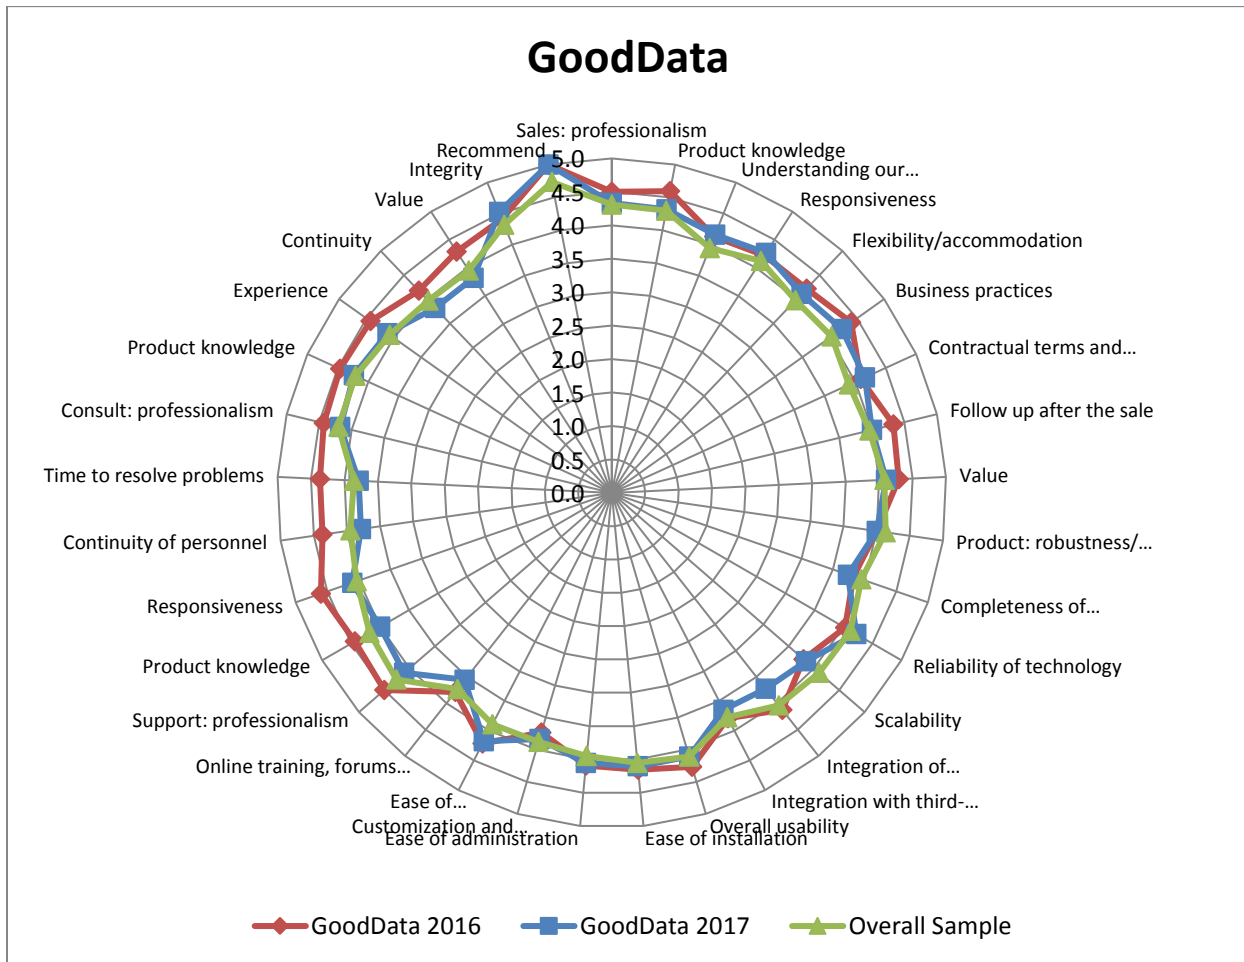 GoodData
Sales: professionalism
Product knowledge
Understanding our...
Responsiveness
Flexibility/accommodation
Business practices
Contractual terms and...
Follow up after the sale
Value
Product: robustness/...
Completeness of...
Reliability of technology
Scalability
Integration of...
Integration with third-...
Overall usability
Ease of installation
Ease of administration
Customization and...
Ease of...
Online training, forums...
Support: professionalism
Product knowledge
Responsiveness
Continuity of personnel
Time to resolve problems
Consult: professionalism
Product knowledge
Experience
Continuity
Value
Integrity
Recommend
5.0
4.5
4.0
3.5
3.0
2.5
2.0
1.5
1.0
0.5
0.0
GoodData 2016
GoodData 2017
Overall Sample